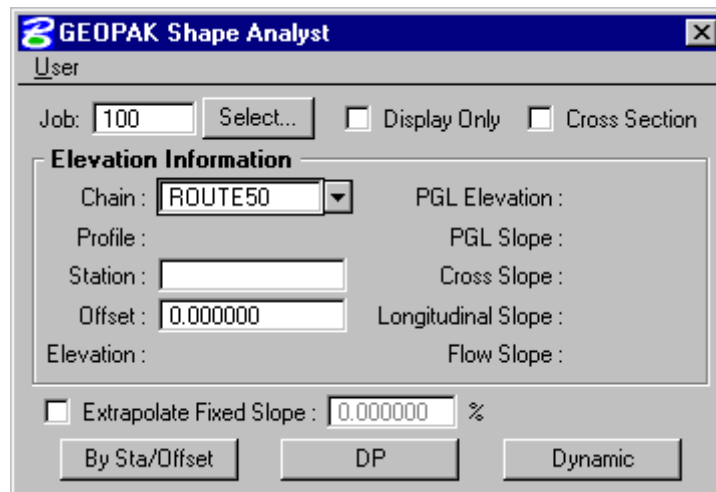 GEOPAK Shape Analyst
User
Job: 100 Select... Display Only Cross Section
Elevation Information
Chain : ROUTE50 PGL Elevation :
Profile : PGL Slope :
Station : Cross Slope :
Offset : 0.000000 Longitudinal Slope :
Elevation : Flow Slope :
Extrapolate Fixed Slope : 0.000000 %
By Sta/Offset DP Dynamic